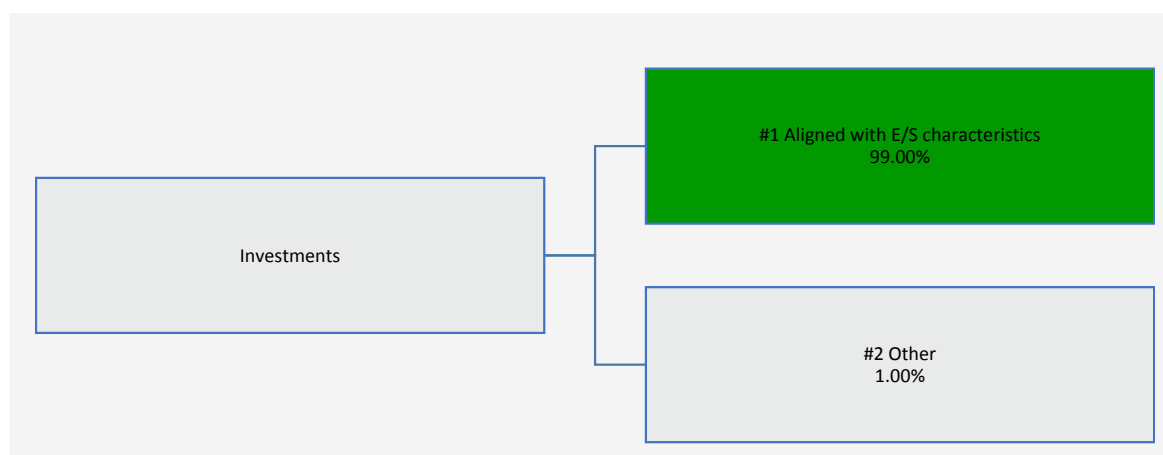 #1 Aligned with E/S characteristics
99.00%
Investments
#2 Other
1.00%